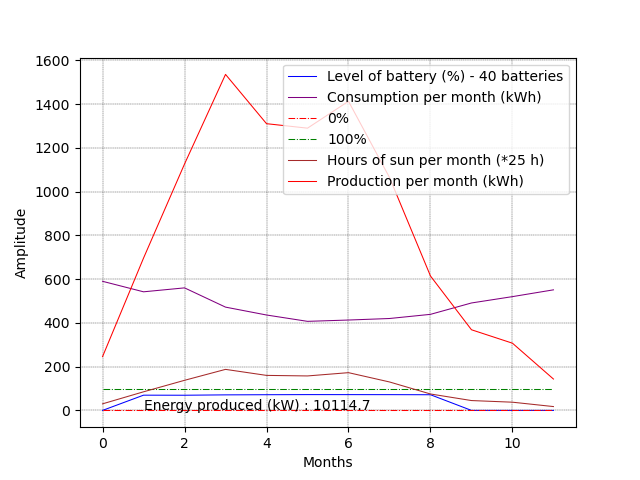 1600
1400
1200
1000
800
600
400
200
0
Amplitude
Level of battery (%) - 40 batteries
Consumption per month (kWh)
0%
100%
Hours of sun per month (*25 h)
Production per month (kWh)
Energy produced (kW) : 10114.7
0 2 4 6 8 10
Months